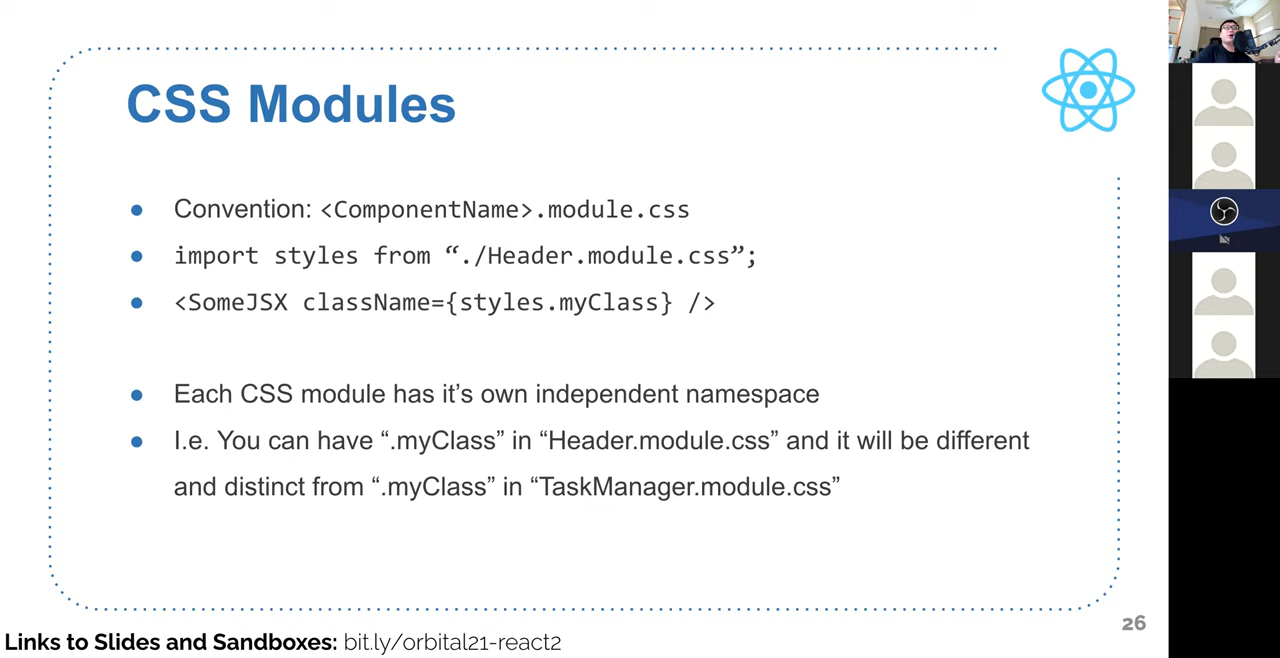 CSS Modules
Convention: <ComponentName>.module.css
import styles from “./Header.module.css”;
<SomeJSX className={styles.myClass} />
Each CSS module has it’s own independent namespace
I.e. You can have “.myClass” in “Header.module.css” and it will be different
and distinct from “.myClass” in “TaskManager.module.css”
26
Links to Slides and Sandboxes: bit.ly/orbital21-react2